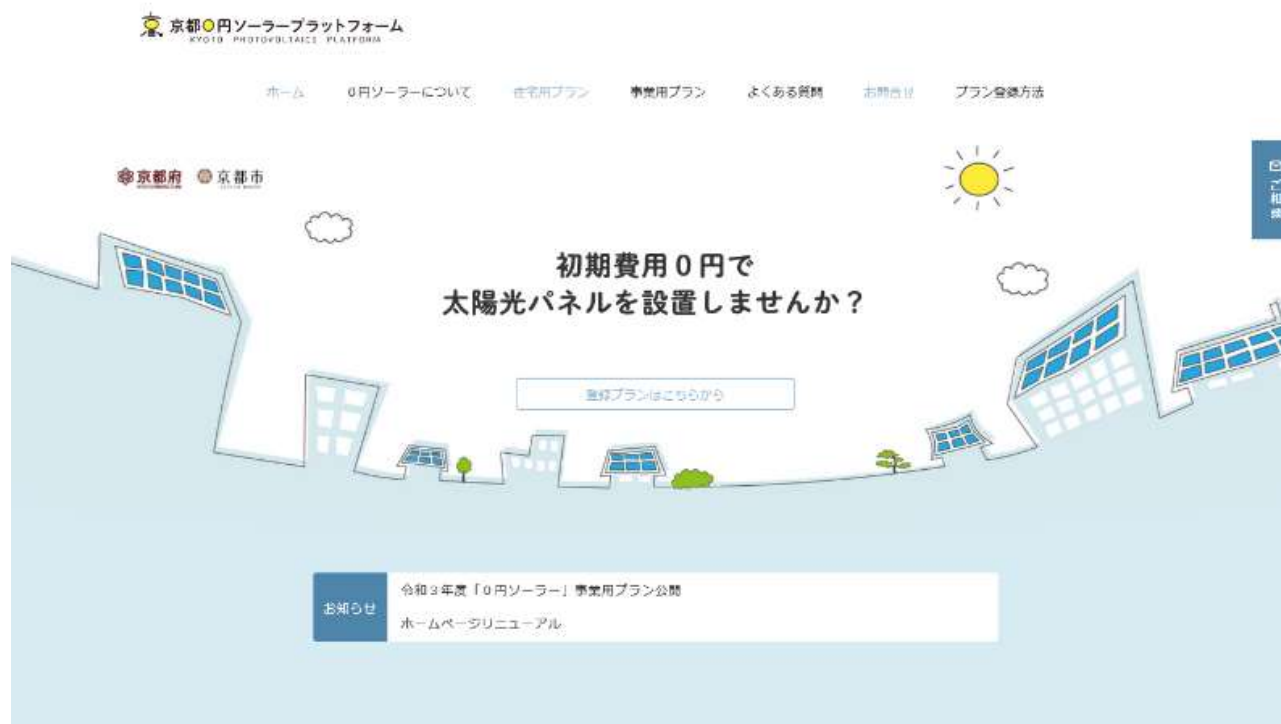 京都0円ソーラープラットフォーム
KYOTO PHOTOVOLTAICS PLATFORM
ホーム 0円ソーラーについて 住宅用プラン 事業用プラン よくある質問 お問合せ プラン登録方法
京都府 京都市
ご相談
初期費用0円で
太陽光パネルを設置しませんか?
登録プランはこちらから
お知らせ
令和3年度「0円ソーラー」事業用プラン公開
ホームページリニューアル